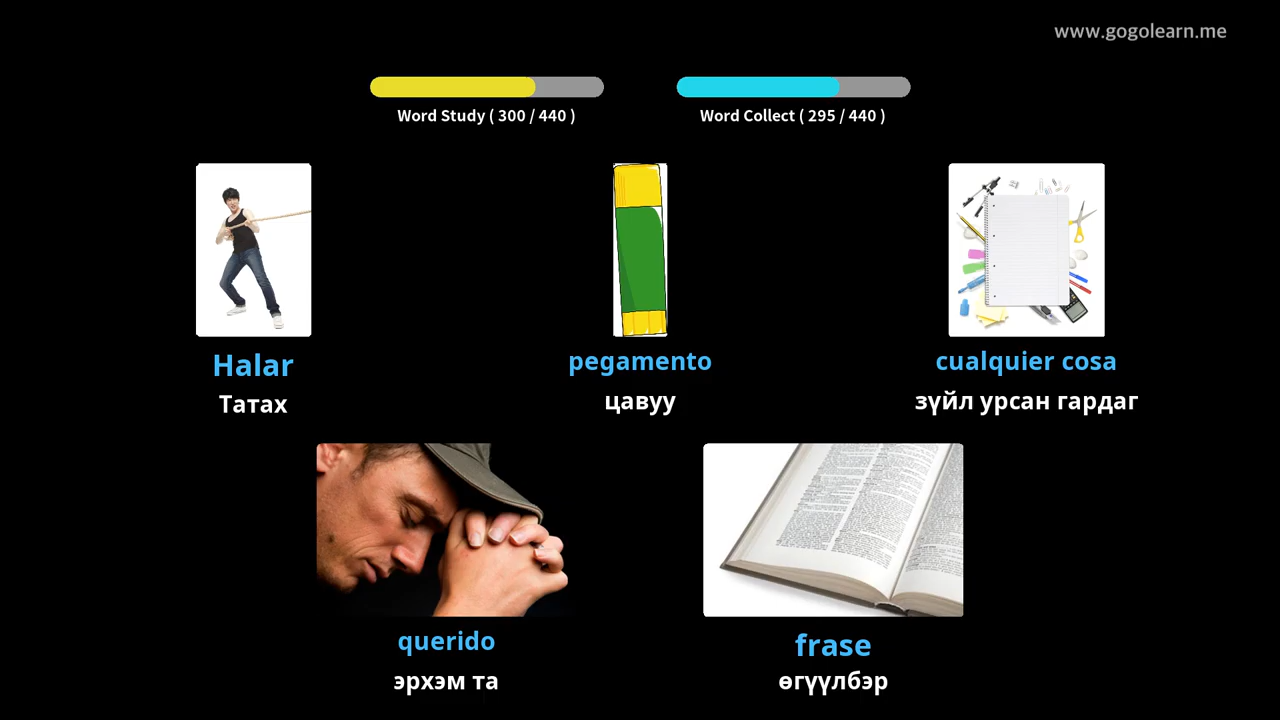 www.gogolearn.me
Word Study ( 300 / 440 )
Word Collect ( 295 / 440 )
Halar
Татах
pegamento
цавуу
cualquier cosa
зүйл урсан гардаг
querido
эрхэм та
frase
өгүүлбэр